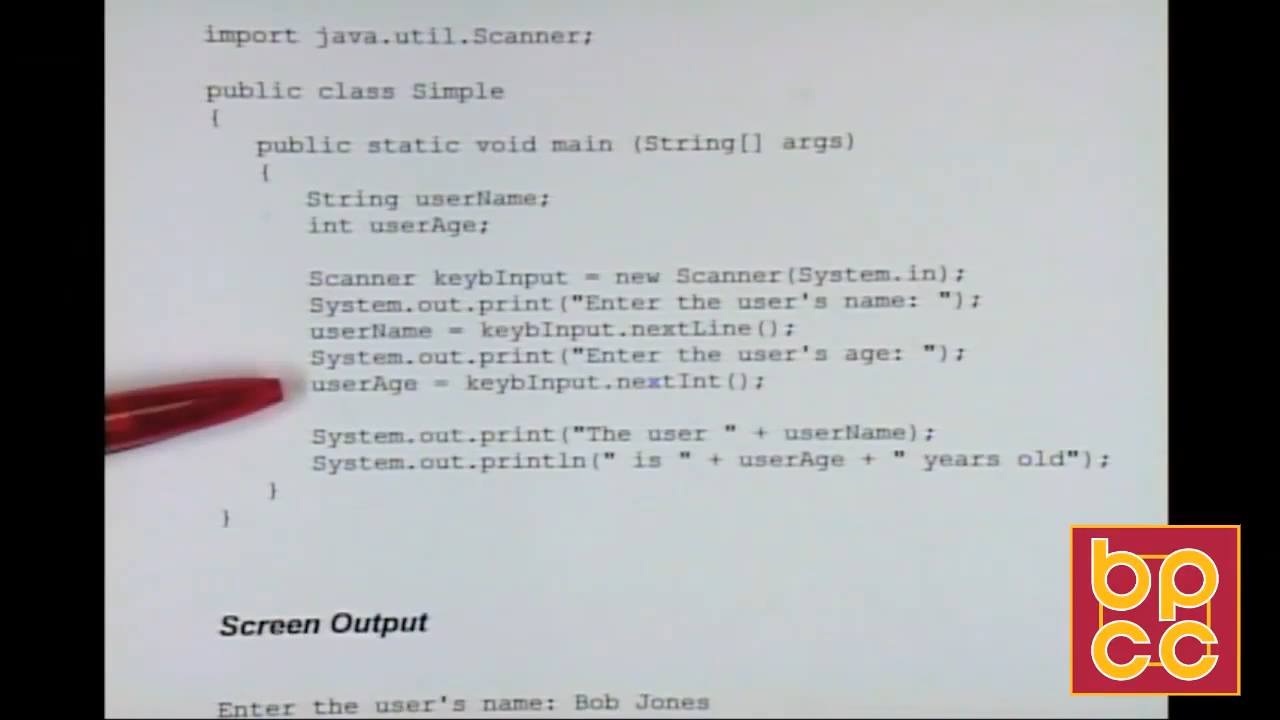 import java.util.Scanner;
public class Simple
{
public static void main (String[] args)
{
String userName;
int userAge;
Scanner keybInput = new Scanner(System.in);
System.out.print("Enter the user's name: ");
userName = keybInput.nextLine();
System.out.print("Enter the user's age: ");
userAge = keybInput.nextInt();
System.out.print("The user " + userName);
System.out.println(" is " + userAge + " years old");
}
}
Screen Output
Enter the user's name: Bob Jones
bp
cc